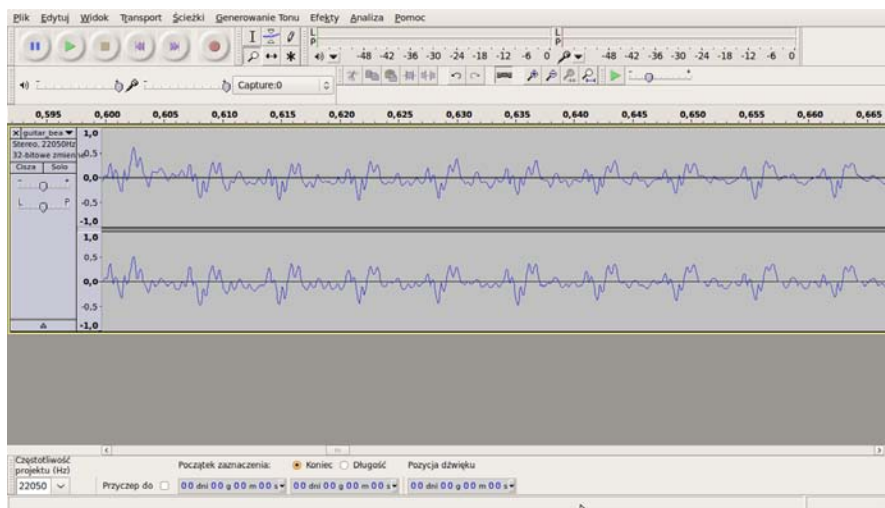 Plik Edytuj Widok Transport Ścieżki Generowanie Tonu Efekty Analiza Pomoc
L
P
-48 -42 -36 -30 -24 -18 -12 -6 0
L
P
-48 -42 -36 -30 -24 -18 -12 -6 0
Capture:0
0,595 0,600 0,605 0,610 0,615 0,620 0,625 0,630 0,635 0,640 0,645 0,650 0,655 0,660 0,665
guitar_bea
Stereo, 22050Hz
32-bitowe zmien
Cisza Solo
- +
L P
1,0
0,5
0,0
-0,5
-1,0
1,0
0,5
0,0
-0,5
-1,0
Częstotliwość
projektu (Hz)
22050
Przyczep do
Początek zaznaczenia: Koniec Długość Pozycja dźwięku
00 dni 00 g 00 m 00 s 00 dni 00 g 00 m 00 s 00 dni 00 g 00 m 00 s